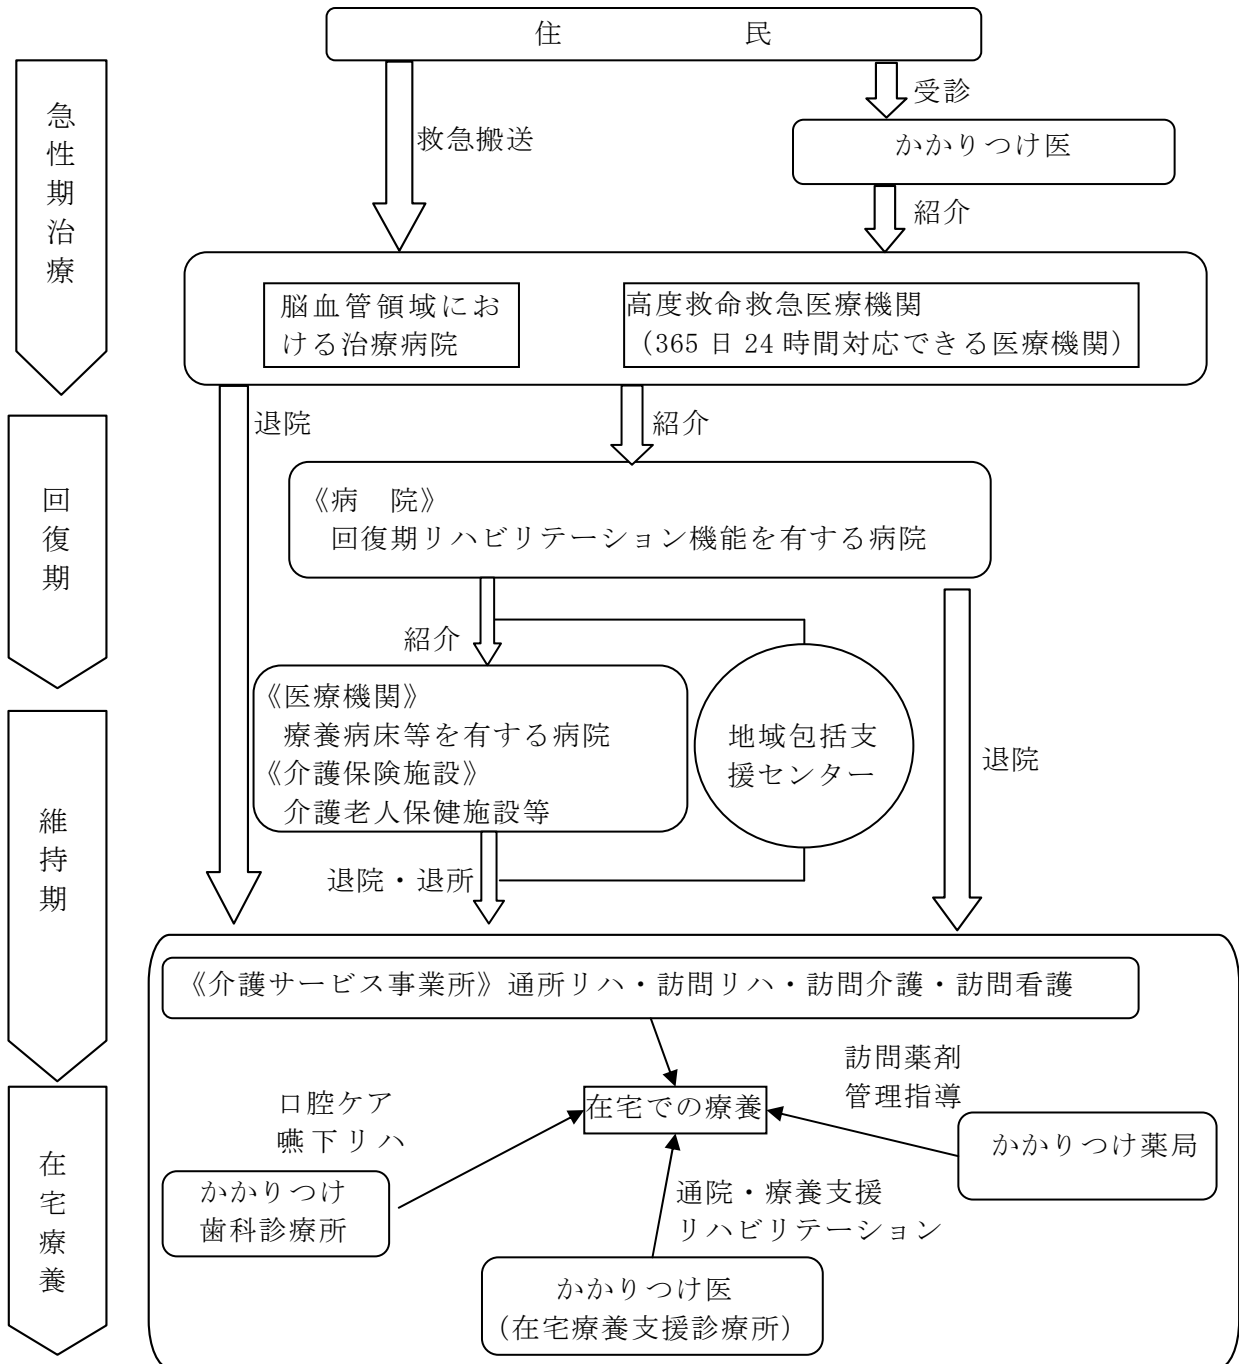 住　民
急性期治療
受診
救急搬送
かかりつけ医
紹介
脳血管領域にお
ける治療病院
高度救命救急医療機関
（365 日 24 時間対応できる医療機関）
退院
紹介
回復期
《病　院》
回復期リハビリテーション機能を有する病院
紹介
《医療機関》
療養病床等を有する病院
《介護保険施設》
介護老人保健施設等
地域包括支
援センター
退院
維持期
退院・退所
《介護サービス事業所》通所リハ・訪問リハ・訪問介護・訪問看護
訪問薬剤
管理指導
口腔ケア
嚥下リハ
在宅での療養
かかりつけ薬局
在宅療養
かかりつけ
歯科診療所
通院・療養支援
リハビリテーション
かかりつけ医
（在宅療養支援診療所）